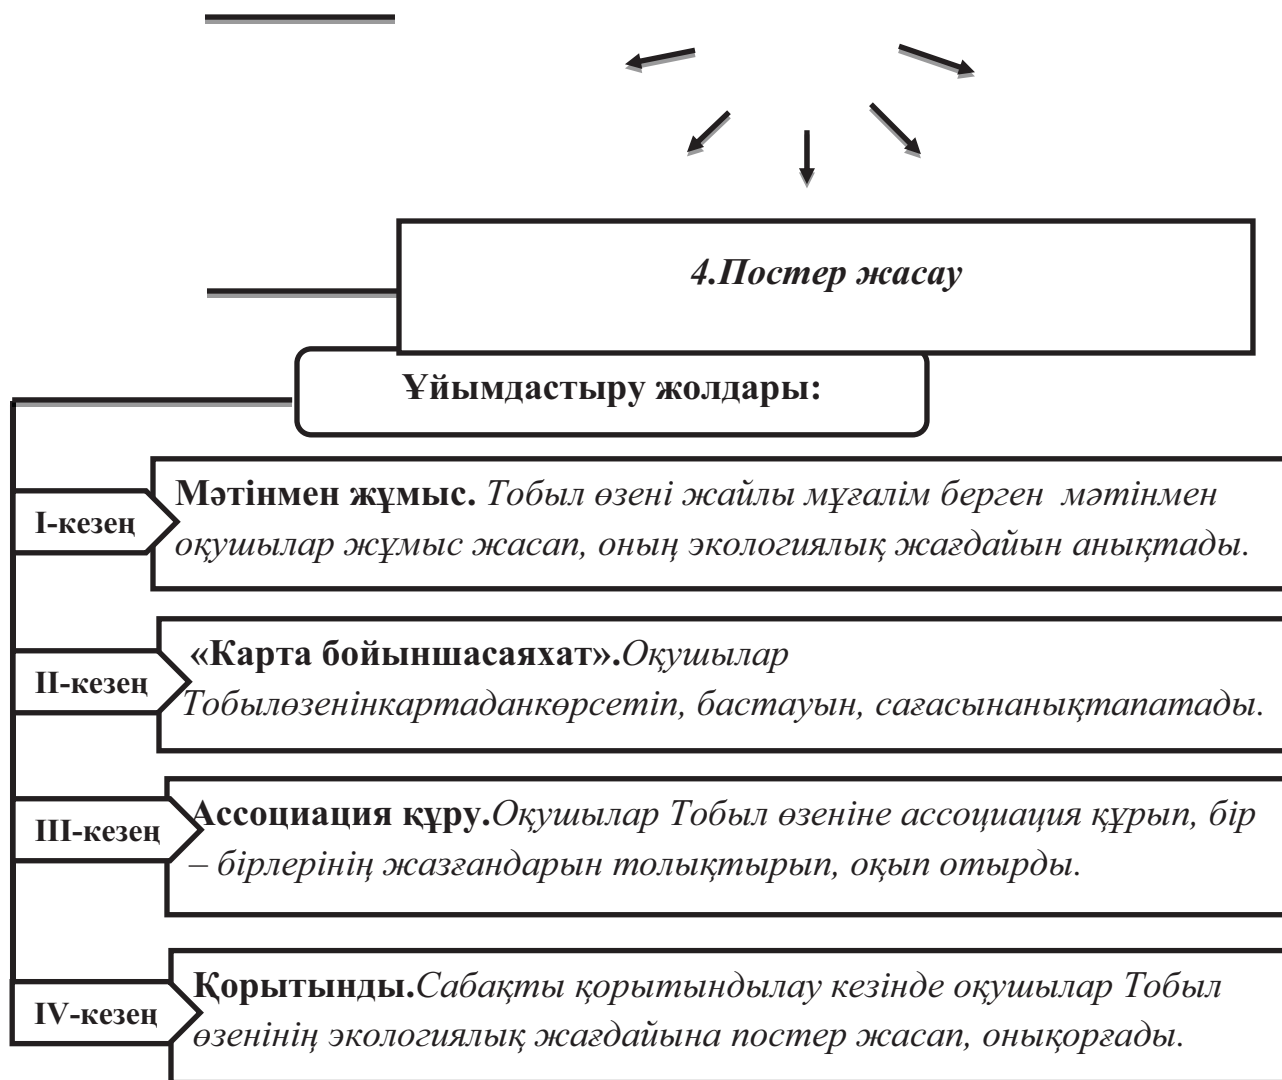 4.Постер жасау
Ұйымдастыру жолдары:
I-кезең
Мәтінмен жұмыс. Тобыл өзені жайлы мұғалім берген мәтінмен
оқушылар жұмыс жасап, оның экологиялық жағдайын анықтады.
II-кезең
«Карта бойыншасаяхат».Оқушылар
Тобылөзенінкартаданкөрсетіп, бастауын, сағасынанықтапатады.
III-кезең
Ассоциация құру.Оқушылар Тобыл өзеніне ассоциация құрып, бір
– бірлерінің жазғандарын толықтырып, оқып отырды.
IV-кезең
Қорытынды.Сабақты қорытындылау кезінде оқушылар Тобыл
өзенінің экологиялық жағдайына постер жасап, онықорғады.